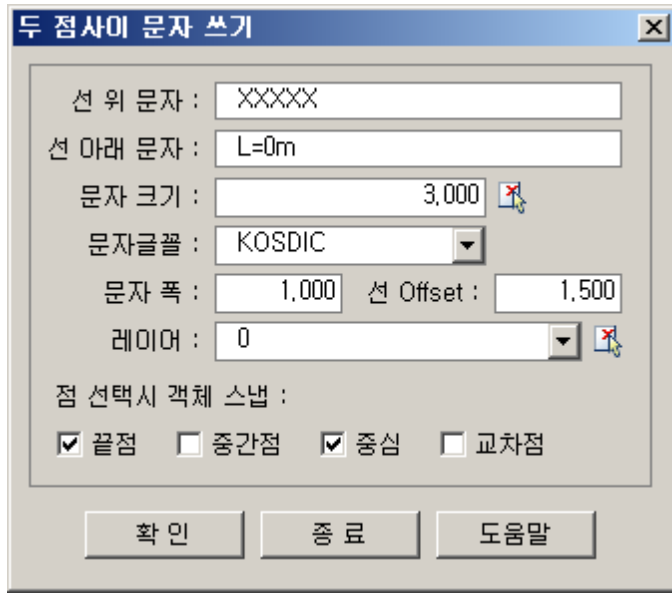 두 점사이 문자 쓰기
선 위 문자 : XXXXX
선 아래 문자 : L=0m
문자 크기 : 3,000
문자글꼴 : KOSDIC
문자 폭 : 1,000 선 Offset : 1,500
레이어 : 0
점 선택시 객체 스냅 :
끝점 중간점 중심 교차점
확 인 종 료 도움말